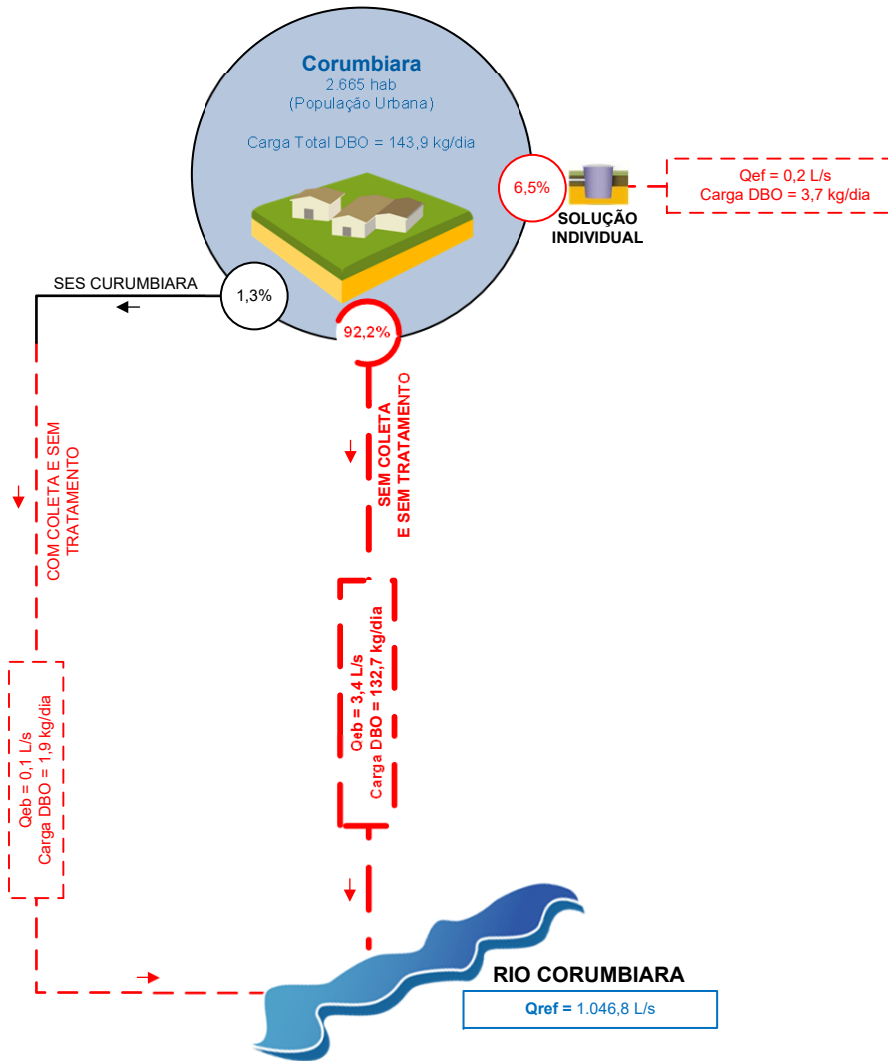 Corumbiara
2.665 hab
(População Urbana)
Carga Total DBO = 143,9 kg/dia
6,5%
SOLUÇÃO
INDIVIDUAL
Qef = 0,2 L/s
Carga DBO = 3,7 kg/dia
SES CURUMBIARA
1,3%
92,2%
COM COLETA E SEM
TRATAMENTO
SEM COLETA
E SEM TRATAMENTO
Qeb = 0,1 L/s
Carga DBO = 1,9 kg/dia
Qeb = 3,4 L/s
Carga DBO = 132,7 kg/dia
RIO CORUMBIARA
Qref = 1.046,8 L/s